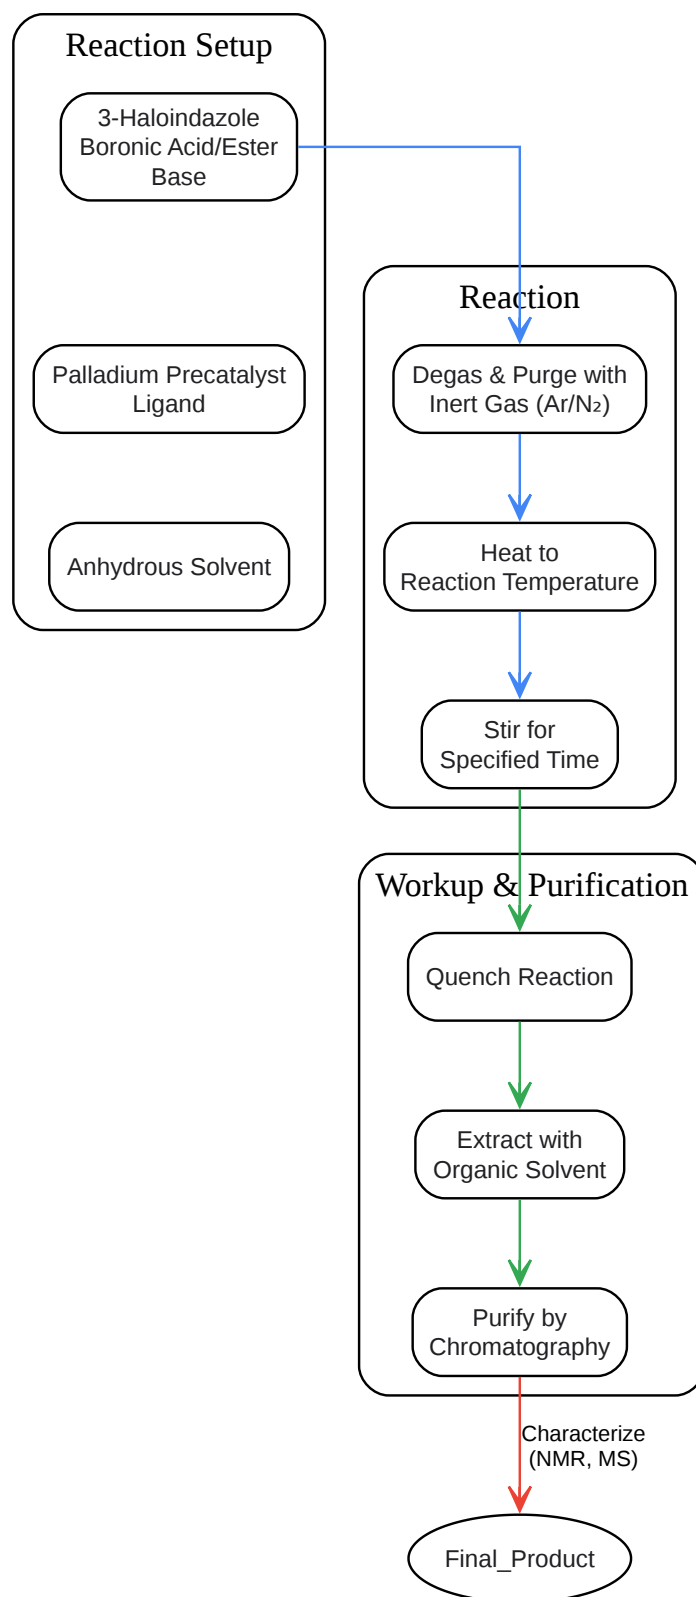 Reaction Setup
3-Haloindazole
Boronic Acid/Ester
Base
Palladium Precatalyst
Ligand
Anhydrous Solvent
Reaction
Degas & Purge with
Inert Gas (Ar/N₂)
Heat to
Reaction Temperature
Stir for
Specified Time
Workup & Purification
Quench Reaction
Extract with
Organic Solvent
Purify by
Chromatography
Characterize
(NMR, MS)
Final_Product